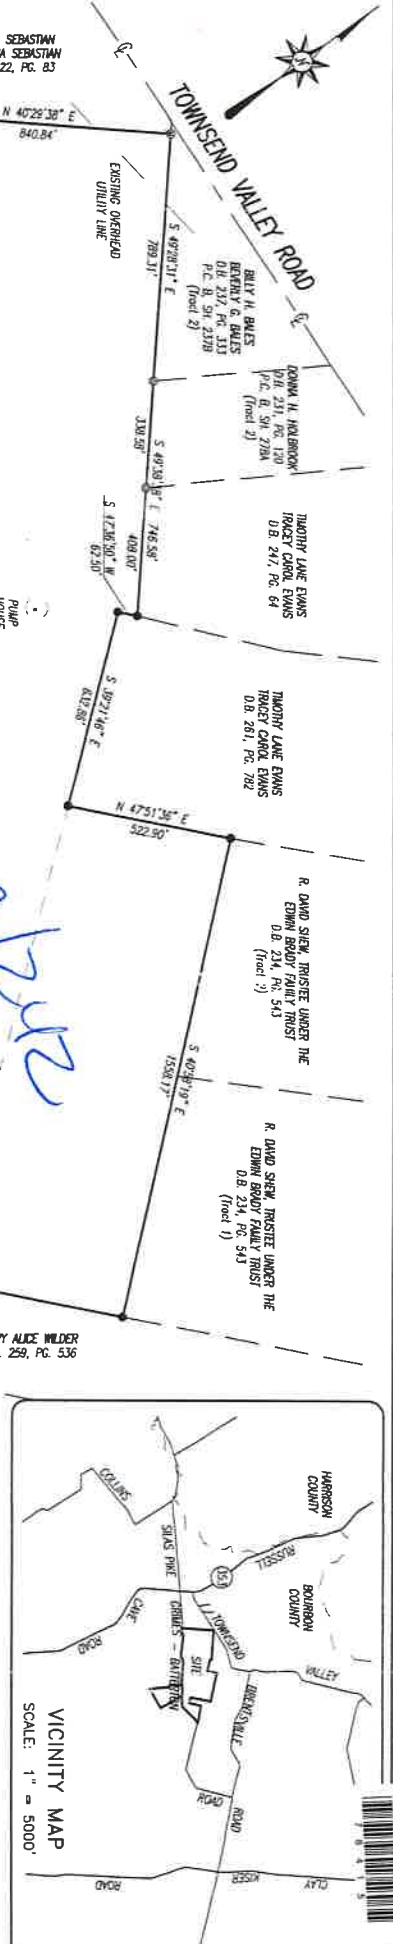 SEBASTIAN
A SEBASTIAN
22, PG. 83
N 40°29'38" E
840.84'
N
TOWNSEND VALLEY ROAD
EXISTING OVERHEAD
UTILITY LINE
S 49°28'31" E
789.31'
BILLY H. BALES
BEVERLY G. BALES
D.B. 237, PG. 333
P.C. B, SH. 237B
(Tract 2)
DONNA H. HOLBROOK
D.B. 231, PG. 120
P.C. B, SH. 278A
(Tract 2)
S 49°38'18" E 746.58'
338.58'
408.00'
TIMOTHY LANE EVANS
TRACEY CAROL EVANS
D.B. 247, PG. 64
S 47°36'50" W
62.50'
PUMP
HOUSE
TIMOTHY LANE EVANS
TRACEY CAROL EVANS
D.B. 261, PG. 782
S 39°21'46" E
632.86'
N 47°51'36" E
522.90'
R. DAVID SHEW, TRUSTEE UNDER THE
EDWIN BRADY FAMILY TRUST
D.B. 234, PG. 543
S 40°58'19" E
1558.17'
R. DAVID SHEW, TRUSTEE UNDER THE
EDWIN BRADY FAMILY TRUST
D.B. 234, PG. 543
(Tract 1)
Y ALICE WILDER
. 259, PG. 536
HARRISON
COUNTY
BOURBON
COUNTY
RUSSELL
353
COLLINS
SILAS PIKE
CAVE
ROAD
TOWNSEND
VALLEY
SITE
GRIMES - BATTERTON
BRENTSVILLE
ROAD
ROAD
CLAY
KISER
ROAD
VICINITY MAP
SCALE: 1" = 5000'
78415